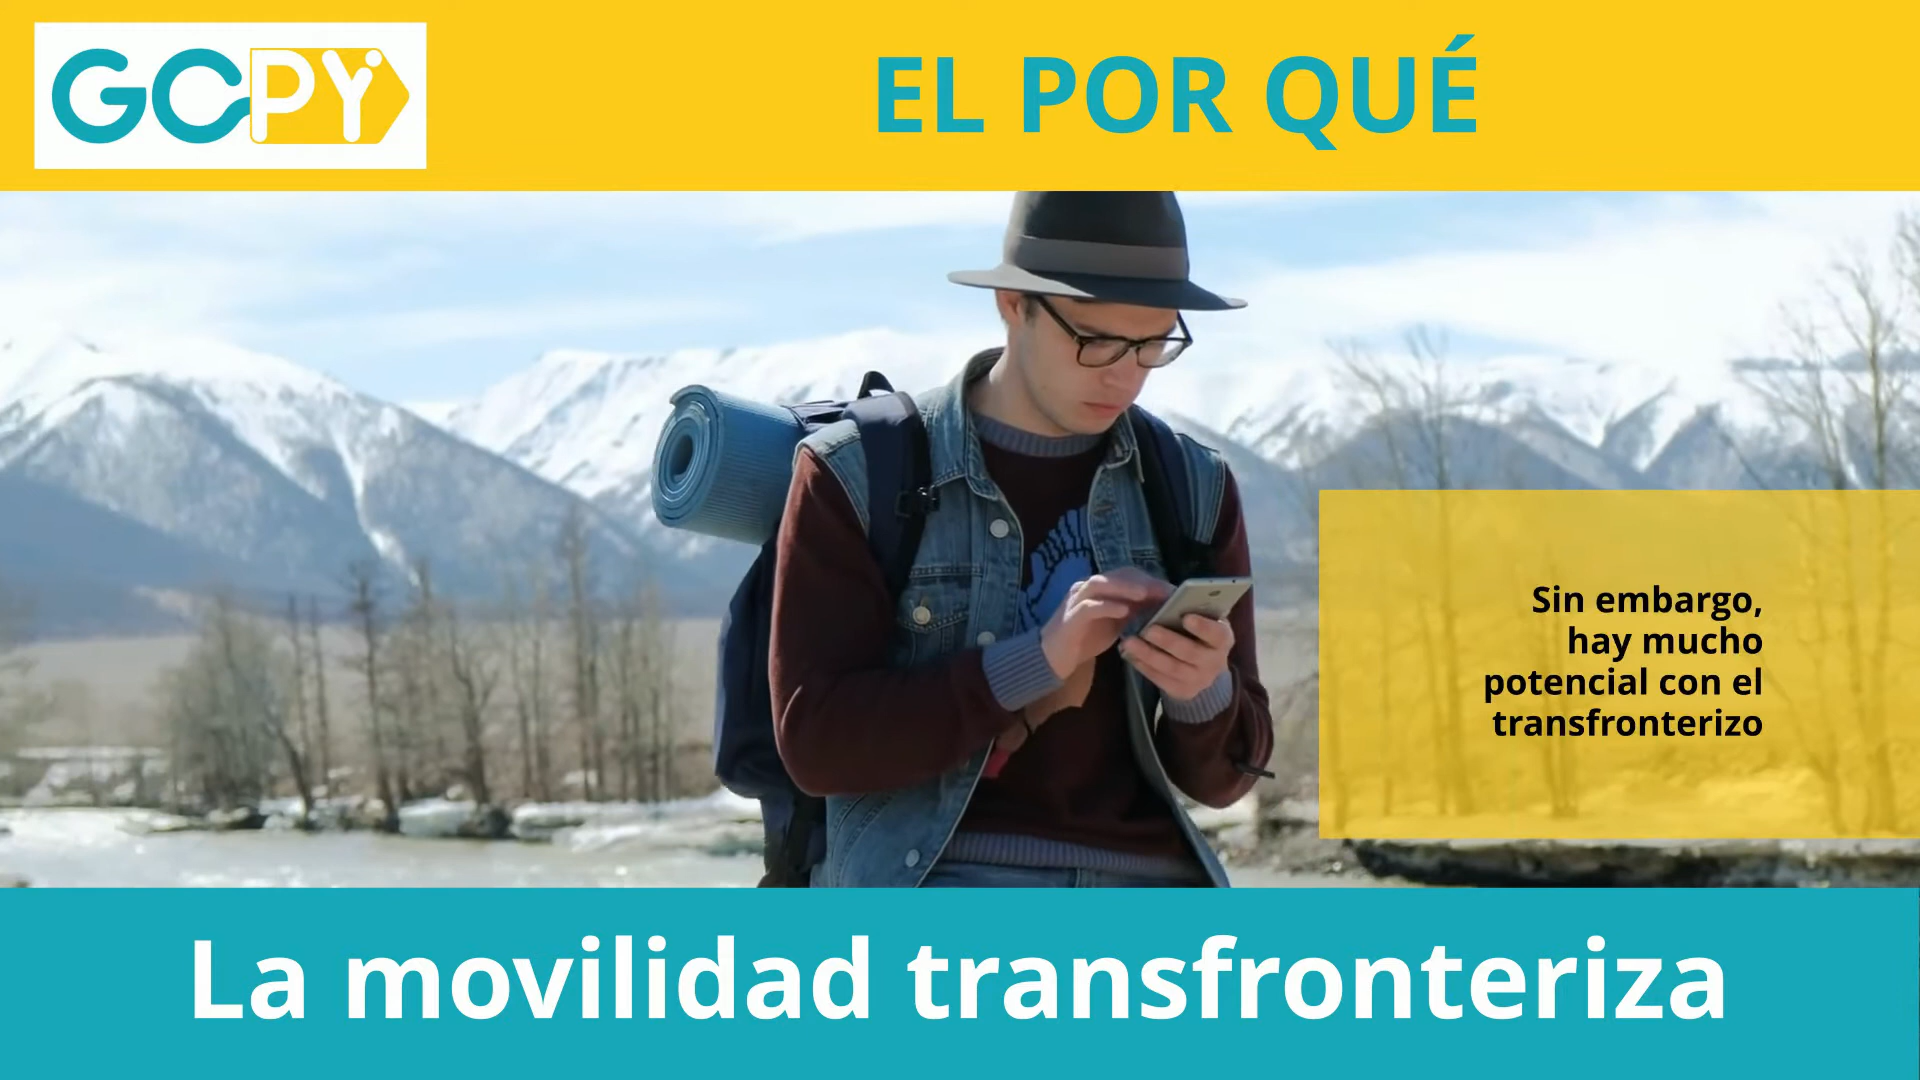 GCPY
EL POR QUÉ
Sin embargo,
hay mucho
potencial con el
transfronterizo
La movilidad transfronteriza